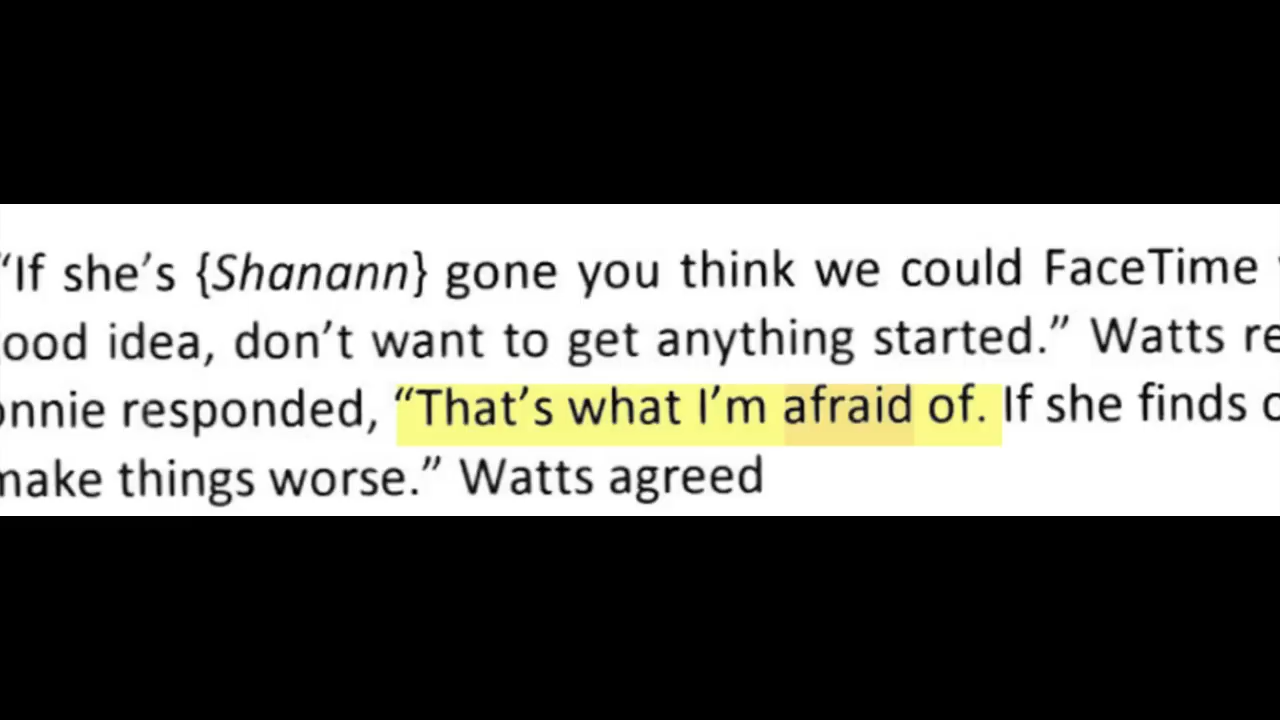 “If she’s {Shanann} gone you think we could FaceTime
ood idea, don’t want to get anything started.” Watts re
onnie responded, “That’s what I’m afraid of. If she finds o
make things worse.” Watts agreed